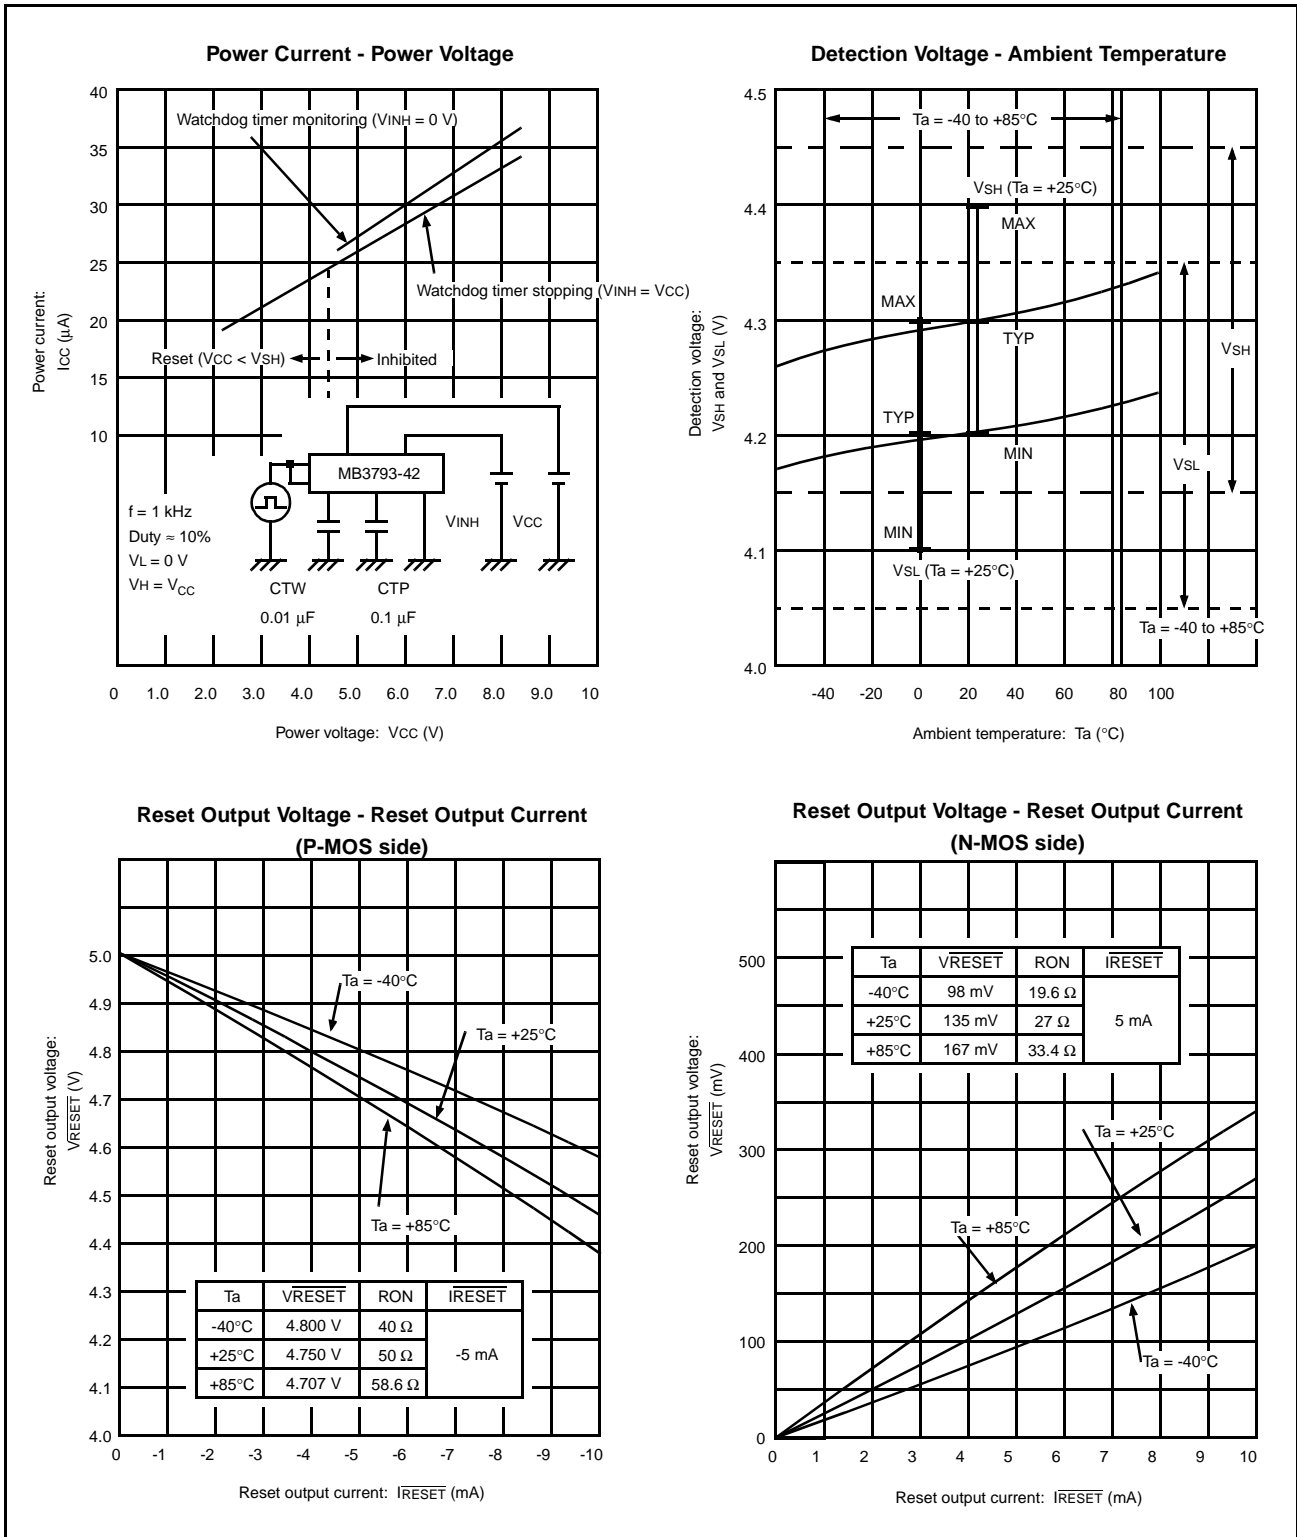 Power Current - Power Voltage
40
35
30
25
20
15
10
Power current:
ICC (μA)
Watchdog timer monitoring (VINH = 0 V)
Watchdog timer stopping (VINH = VCC)
Reset (VCC < VSH)
Inhibited
MB3793-42
f = 1 kHz
Duty ≈ 10%
VL = 0 V
VH = VCC
VINH
VCC
CTW
0.01 μF
CTP
0.1 μF
0 1.0 2.0 3.0 4.0 5.0 6.0 7.0 8.0 9.0 10
Power voltage: VCC (V)
Detection Voltage - Ambient Temperature
4.5
4.4
4.3
4.2
4.1
4.0
Detection voltage:
VSH and VSL (V)
Ta = -40 to +85°C
VSH (Ta = +25°C)
MAX
MAX
TYP
VSH
TYP
MIN
VSL
MIN
VSL (Ta = +25°C)
Ta = -40 to +85°C
-40 -20 0 20 40 60 80 100
Ambient temperature: Ta (°C)
Reset Output Voltage - Reset Output Current
(P-MOS side)
5.0
4.9
4.8
4.7
4.6
4.5
4.4
4.3
4.2
4.1
4.0
Reset output voltage:
VRESET (V)
Ta = -40°C
Ta = +25°C
Ta = +85°C
Ta VRESET RON IRESET
-40°C 4.800 V 40 Ω
+25°C 4.750 V 50 Ω -5 mA
+85°C 4.707 V 58.6 Ω
0 -1 -2 -3 -4 -5 -6 -7 -8 -9 -10
Reset output current: IRESET (mA)
Reset Output Voltage - Reset Output Current
(N-MOS side)
500
400
300
200
100
0
Reset output voltage:
VRESET (mV)
Ta VRESET RON IRESET
-40°C 98 mV 19.6 Ω
+25°C 135 mV 27 Ω 5 mA
+85°C 167 mV 33.4 Ω
Ta = +25°C
Ta = +85°C
Ta = -40°C
0 1 2 3 4 5 6 7 8 9 10
Reset output current: IRESET (mA)